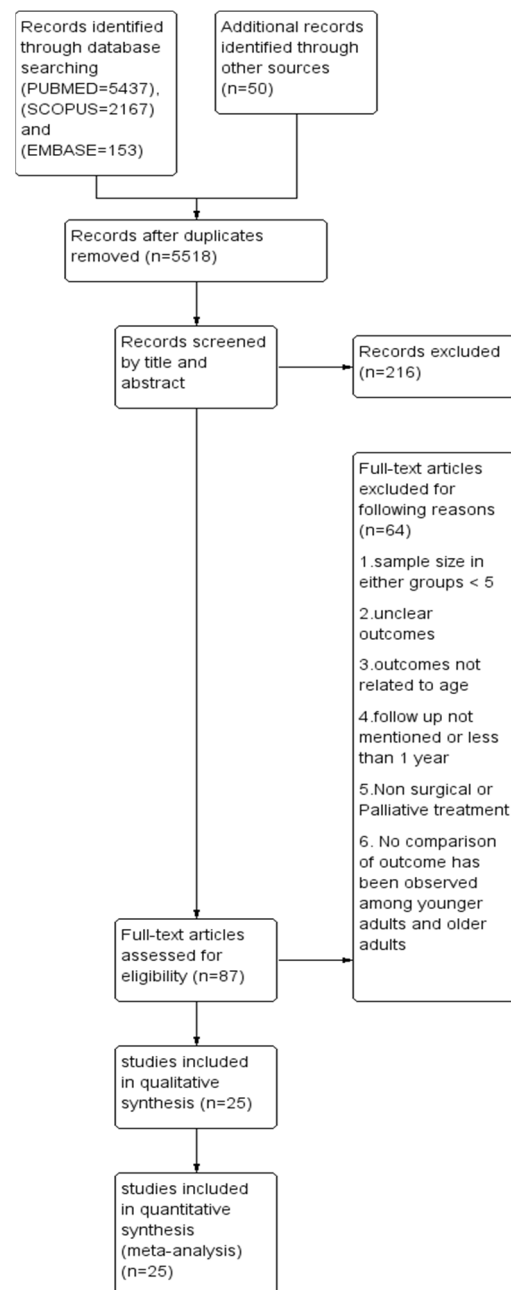 Records identified
through database
searching
(PUBMED=5437),
(SCOPUS=2167)
and
(EMBASE=153)
Additional records
identified through
other sources
(n=50)
Records after duplicates
removed (n=5518)
Records screened
by title and
abstract
Records excluded
(n=216)
Full-text articles
excluded for
following reasons
(n=64)
1.sample size in
either groups < 5
2.unclear
outcomes
3.outcomes not
related to age
4.follow up not
mentioned or less
than 1 year
5.Non surgical or
Palliative treatment
6. No comparison
of outcome has
been observed
among younger
adults and older
adults
Full-text articles
assessed for
eligibility (n=87)
studies included
in qualitative
synthesis (n=25)
studies included
in quantitative
synthesis
(meta-analysis)
(n=25)